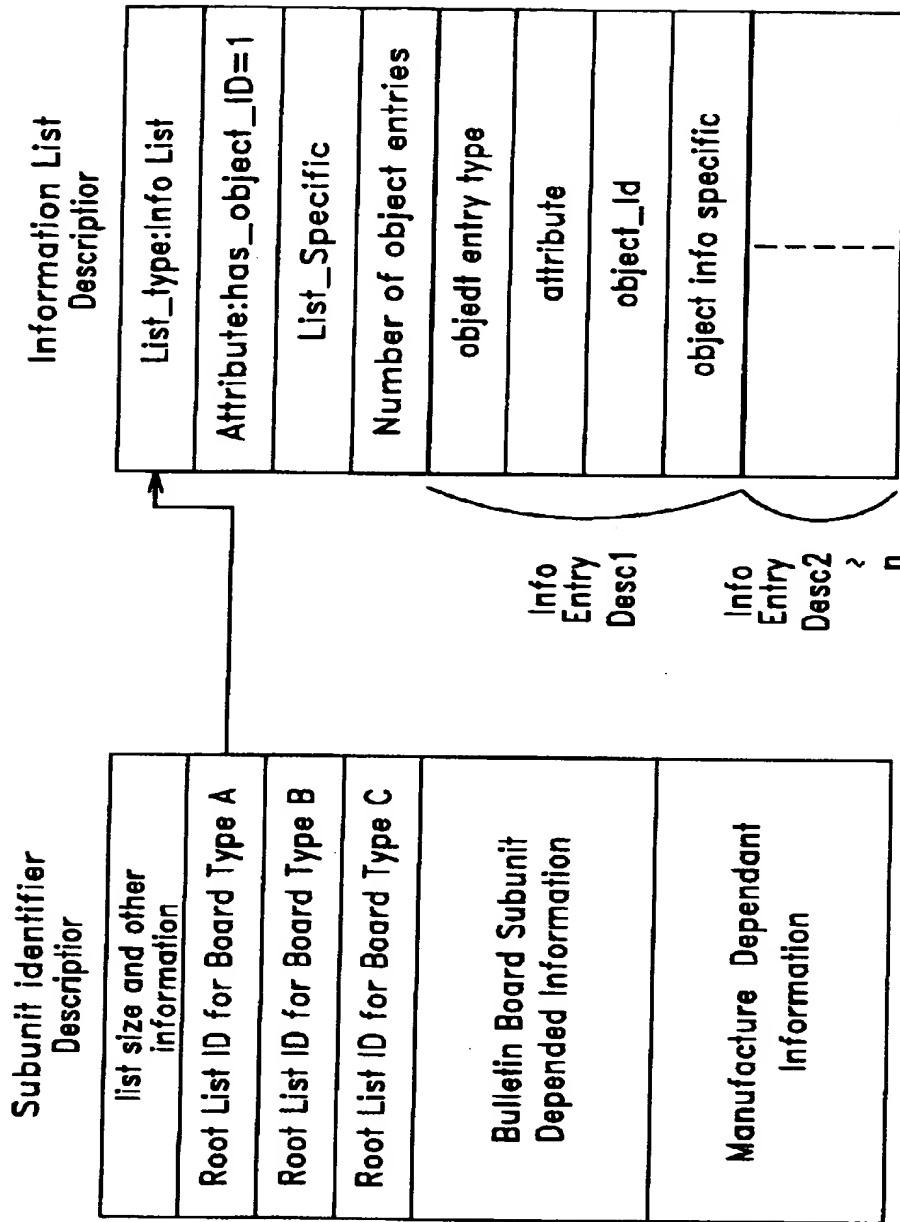 Subunit identifier
Descriptior
list size and other
information
Root List ID for Board Type A
Root List ID for Board Type B
Root List ID for Board Type C
Bulletin Board Subunit
Depended Information
Manufacture Dependant
Information
Information List
Descriptior
List_type:Info List
Attribute:has_object_ID=1
List_Specific
Number of object entries
objedt entry type
attribute
object_Id
object info specific
Info
Entry
Desc1
Info
Entry
Desc2
~
n